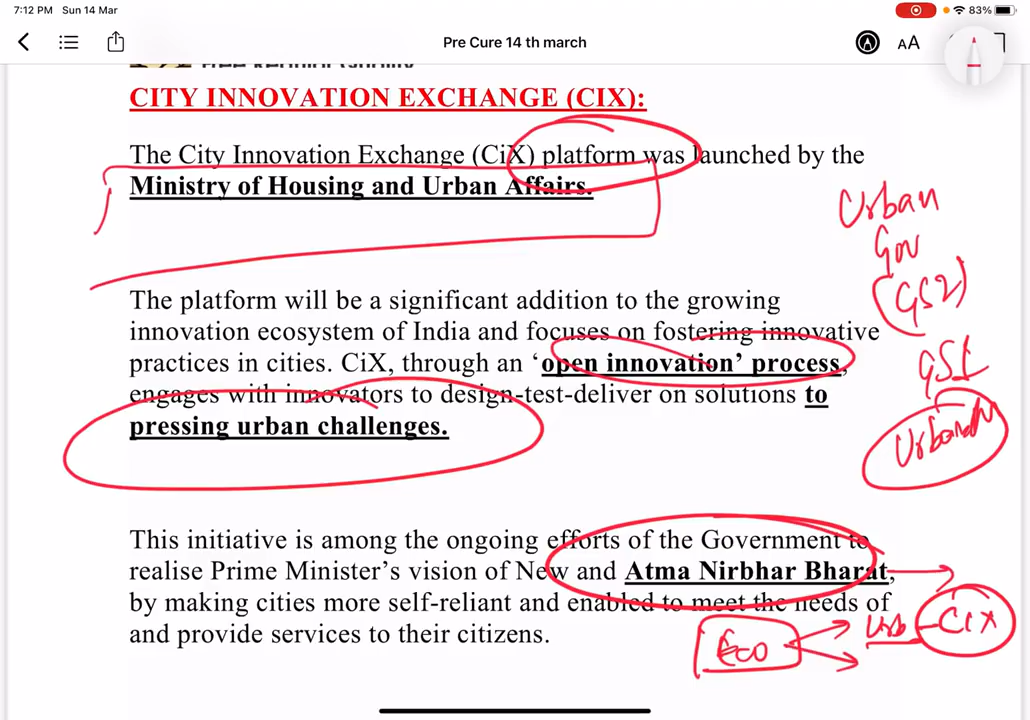 7:12 PM Sun 14 Mar
83%
Pre Cure 14 th march
AA
CITY INNOVATION EXCHANGE (CIX):
The City Innovation Exchange (CiX) platform was launched by the
Ministry of Housing and Urban Affairs.
Urban
Gov
(GS2)
The platform will be a significant addition to the growing
innovation ecosystem of India and focuses on fostering innovative
practices in cities. CiX, through an ‘open innovation’ process,
engages with innovators to design-test-deliver on solutions to
pressing urban challenges.
GS1
This initiative is among the ongoing efforts of the Government to
realise Prime Minister’s vision of New and Atma Nirbhar Bharat,
by making cities more self-reliant and enabled to meet the needs of
and provide services to their citizens.
Eco
Urb
CIX